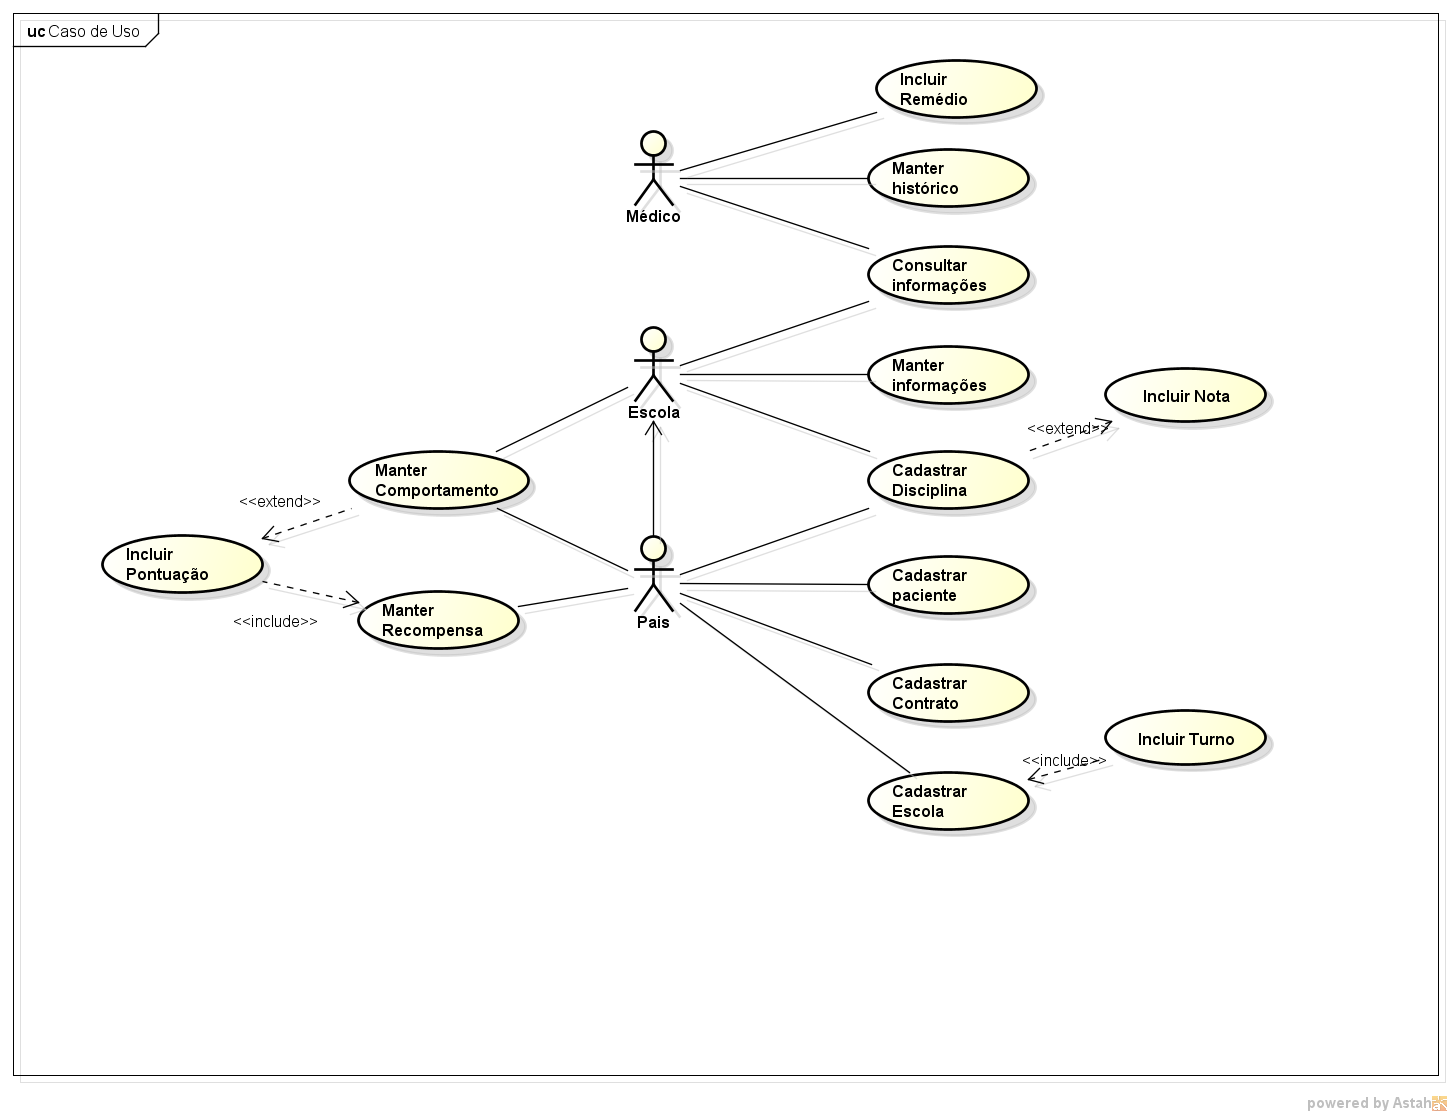 uc Caso de Uso
Incluir
Remédio
Manter
histórico
Médico
Consultar
informações
Manter
informações
Escola
Incluir Nota
<<extend>>
Manter
Comportamento
Cadastrar
Disciplina
<<extend>>
Incluir
Pontuação
Cadastrar
paciente
Manter
Recompensa
<<include>>
Pais
Cadastrar
Contrato
Incluir Turno
<<include>>
Cadastrar
Escola
powered by Astah